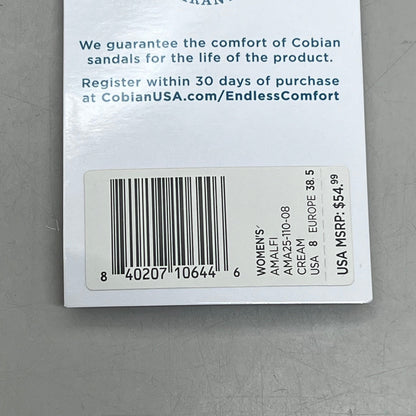 We guarantee the comfort of Cobian
sandals for the life of the product.
Register within 30 days of purchase
at CobianUSA.com/EndlessComfort
8 40207 10644 6
WOMEN'S
AMALFI
AMA25-110-08
CREAM
USA 8 EUROPE 38.5
USA MSRP: $54.99